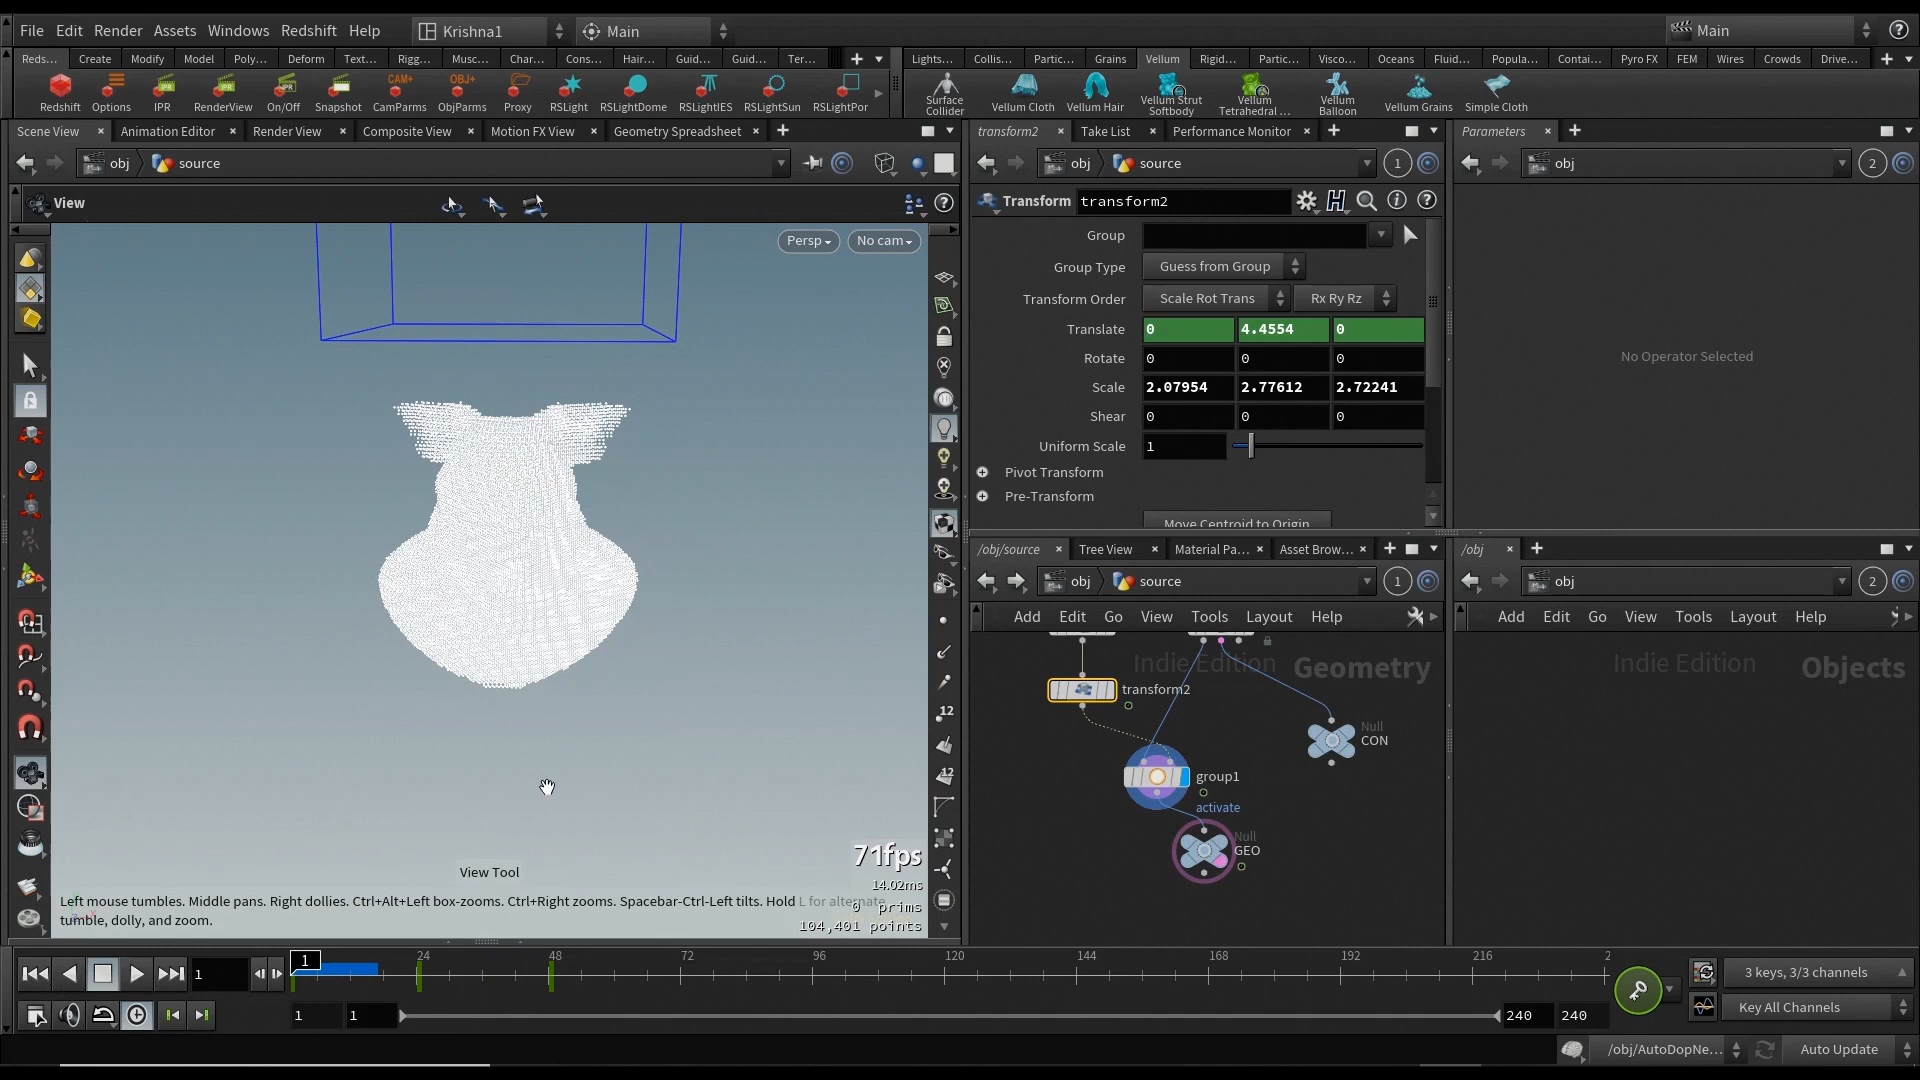 File Edit Render Assets Windows Redshift Help Krishna1 Main Main
Reds... Create Modify Model Poly... Deform Text... Rigg... Musc... Char... Cons... Hair... Guid... Guid... Ter... Lights... Collis... Partic... Grains Vellum Rigid... Partic... Visco... Oceans Fluid... Popula... Contai... Pyro FX FEM Wires Crowds Drive...
Redshift Options IPR RenderView On/Off Snapshot CamParms ObjParms Proxy RSLight RSLightDome RSLightIES RSLightSun RSLightPor
CAM+ OBJ+
Surface Collider
Vellum Cloth
Vellum Hair
Vellum Strut Softbody
Vellum Tetrahedral ...
Vellum Balloon
Vellum Grains
Simple Cloth
Scene View Animation Editor Render View Composite View Motion FX View Geometry Spreadsheet
transform2 Take List Performance Monitor
Parameters
obj source
obj source 1
obj 2
View
Persp No cam
Transform transform2
Group
Group Type Guess from Group
Transform Order Scale Rot Trans Rx Ry Rz
Translate 0 4.4554 0
Rotate 0 0 0
Scale 2.07954 2.77612 2.72241
Shear 0 0 0
Uniform Scale 1
Pivot Transform
Pre-Transform
Move Centroid to Origin
No Operator Selected
/obj/source Tree View Material Pa... Asset Brow...
/obj
obj source 1
obj 2
Add Edit Go View Tools Layout Help
Add Edit Go View Tools Layout Help
Indie Edition Geometry
Indie Edition Objects
transform2
Null
CON
group1
activate
Null
GEO
12
12
71fps
14.02ms
0 prims
104,401 points
View Tool
Left mouse tumbles. Middle pans. Right dollies. Ctrl+Alt+Left box-zooms. Ctrl+Right zooms. Spacebar-Ctrl-Left tilts. Hold L for alternate
tumble, dolly, and zoom.
1 1 24 48 72 96 120 144 168 192 216 2
3 keys, 3/3 channels
1 1 240 240
Key All Channels
/obj/AutoDopNe... Auto Update